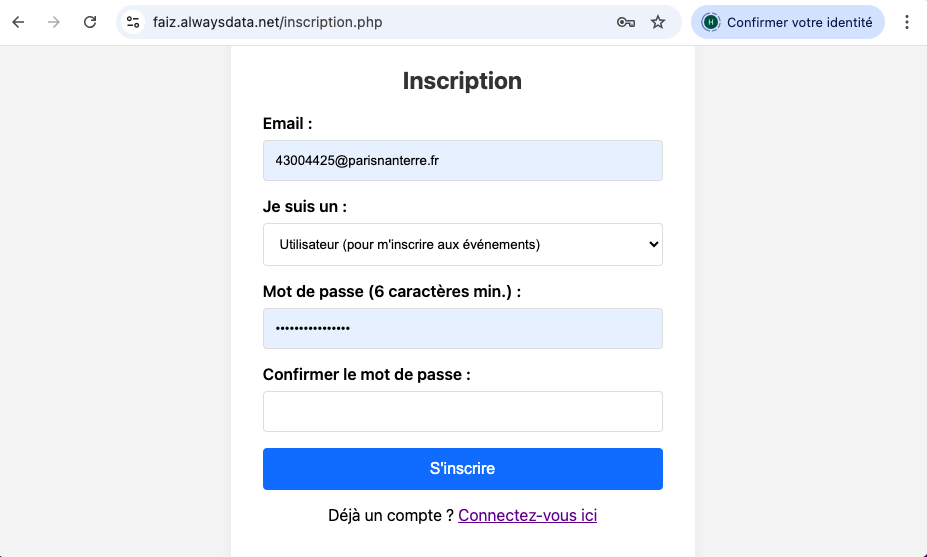 faiz.alwaysdata.net/inscription.php
H
Confirmer votre identité
Inscription
Email :
43004425@parisnanterre.fr
Je suis un :
Utilisateur (pour m'inscrire aux événements)
Mot de passe (6 caractères min.) :
••••••••••••••••
Confirmer le mot de passe :
S'inscrire
Déjà un compte ? Connectez-vous ici